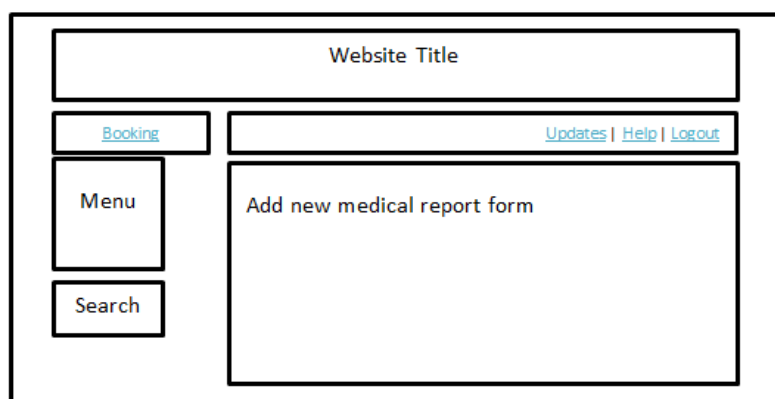 Website Title
Booking
Updates | Help | Logout
Menu
Add new medical report form
Search